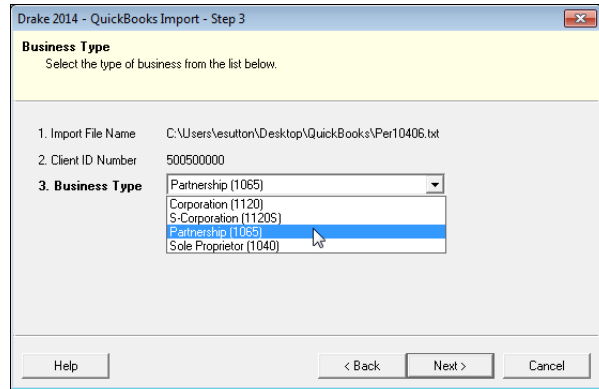 Drake 2014 - QuickBooks Import - Step 3
Business Type
Select the type of business from the list below.
1. Import File Name C:\Users\esutton\Desktop\QuickBooks\Per10406.txt
2. Client ID Number 500500000
3. Business Type Partnership (1065)
Corporation (1120)
S-Corporation (1120S)
Partnership (1065)
Sole Proprietor (1040)
Help < Back Next > Cancel